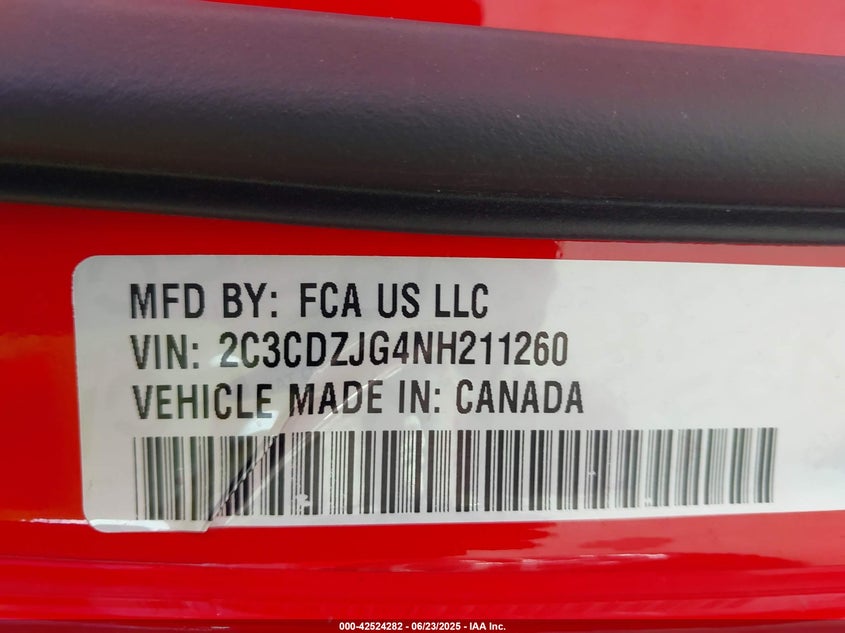 MFD BY: FCA US LLC
VIN: 2C3CDZJG4NH211260
VEHICLE MADE IN: CANADA
000-42524282 - 06/23/2025 - IAA Inc.